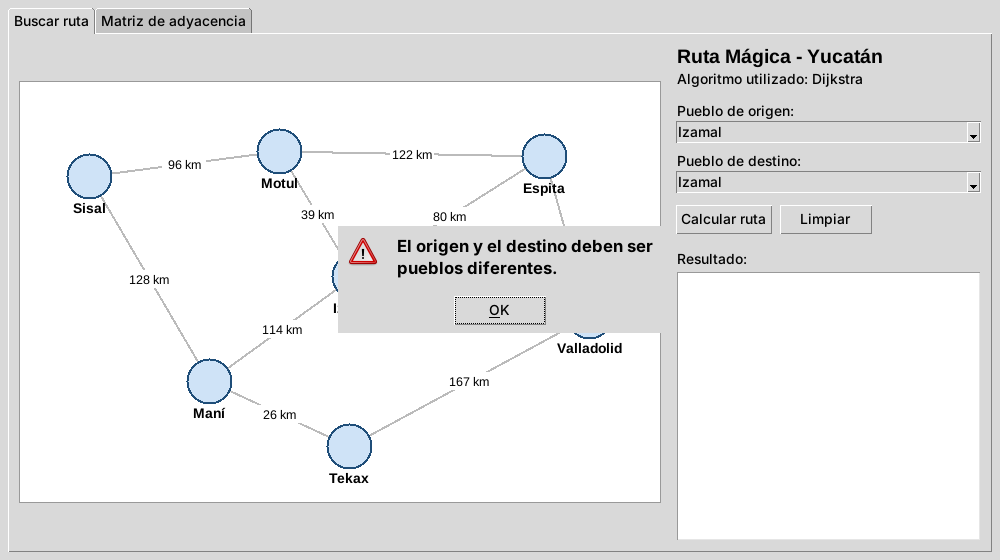 Buscar ruta
Matriz de adyacencia
Ruta Mágica - Yucatán
Algoritmo utilizado: Dijkstra
Pueblo de origen:
Izamal
Pueblo de destino:
Izamal
Calcular ruta
Limpiar
Resultado:
96 km
Motul
122 km
Espita
Sisal
39 km
80 km
El origen y el destino deben ser
pueblos diferentes.
OK
128 km
114 km
Valladolid
Maní
26 km
167 km
Tekax